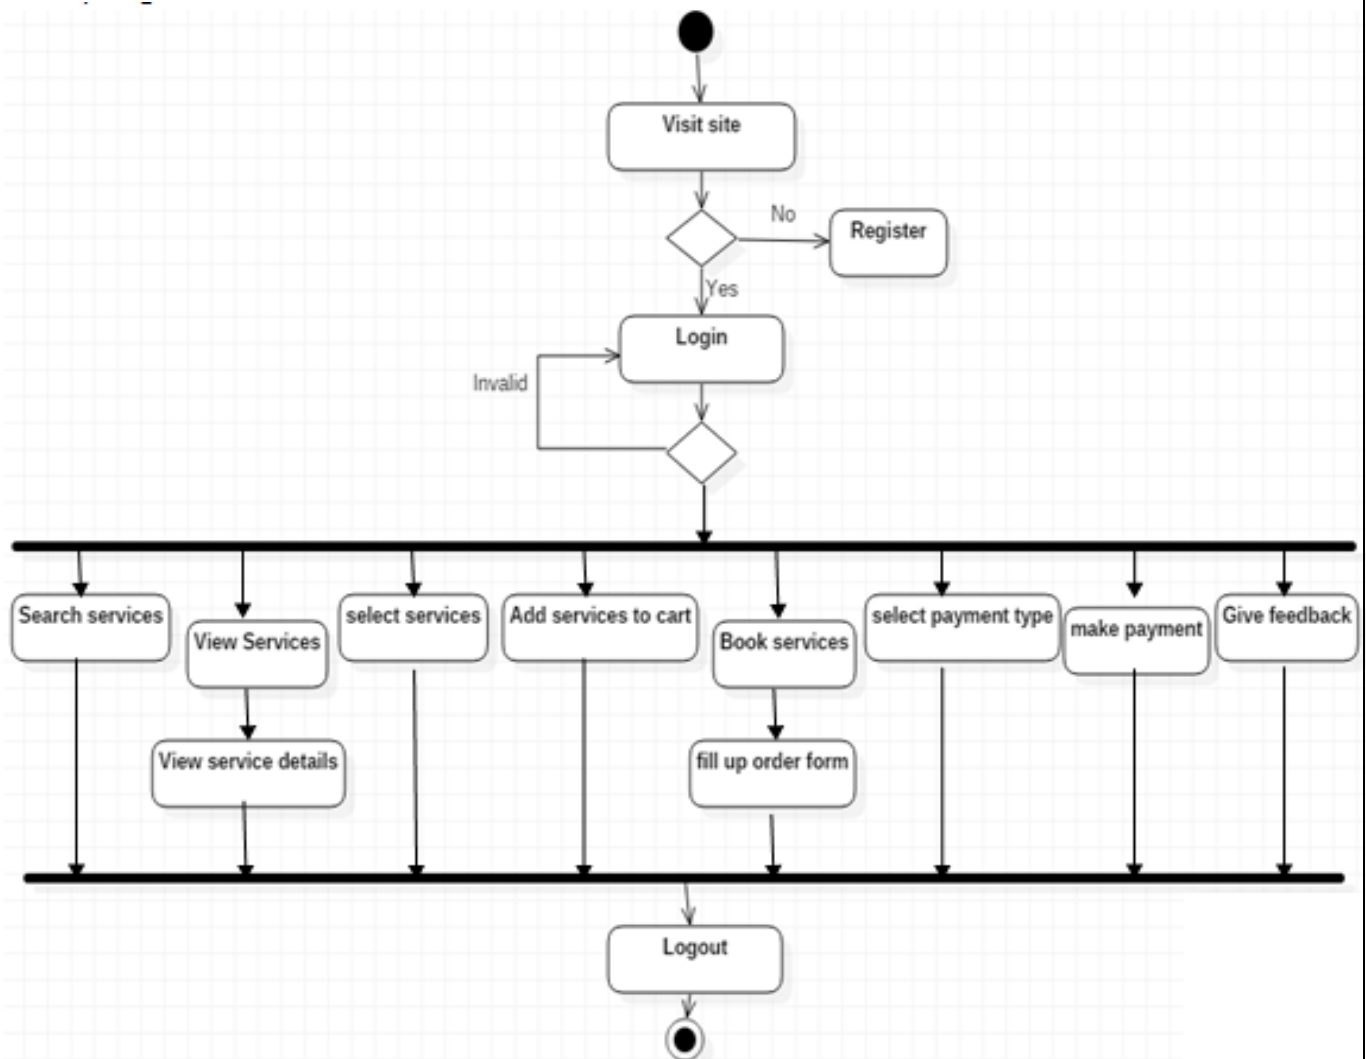 Visit site
No
Register
Yes
Login
Invalid
Search services
View Services
select services
Add services to cart
Book services
select payment type
make payment
Give feedback
View service details
fill up order form
Logout